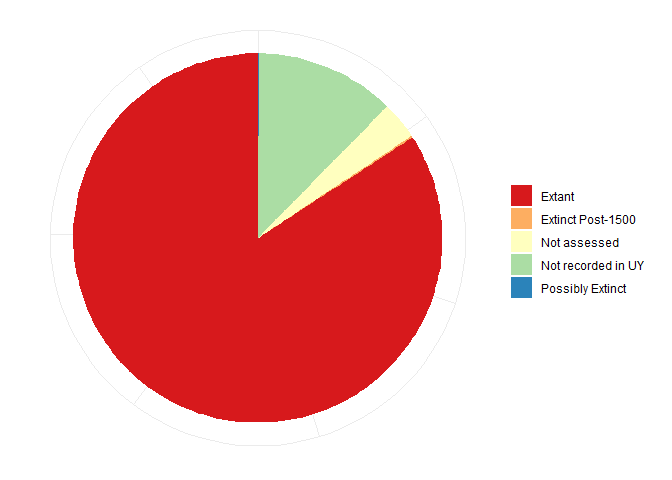 Extant
Extinct Post-1500
Not assessed
Not recorded in UY
Possibly Extinct